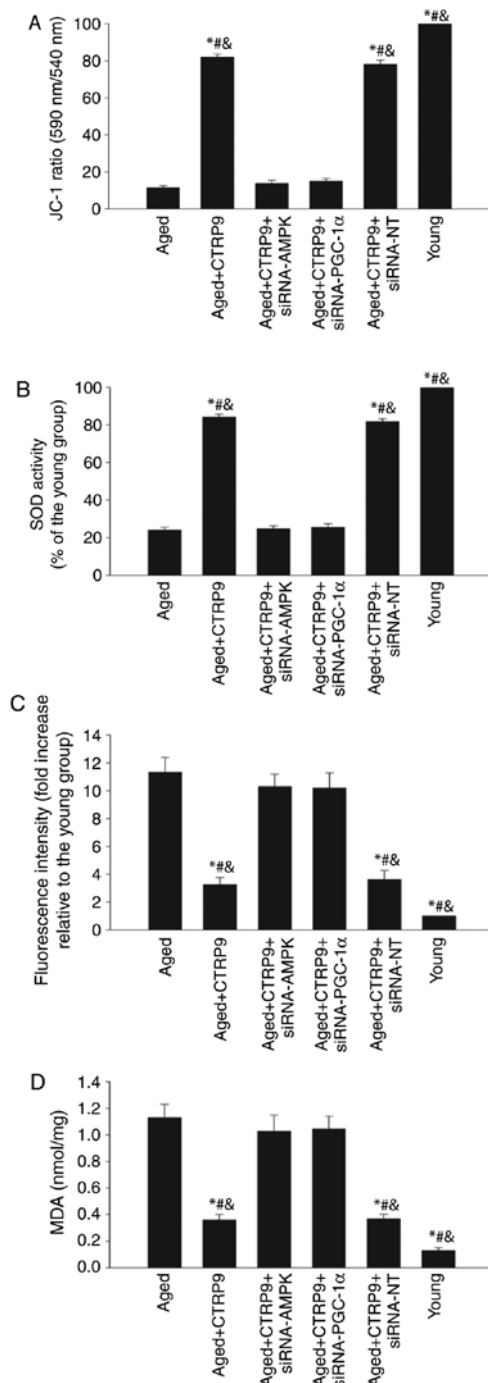 A
JC-1 ratio (590 nm/540 nm)
100
80
60
40
20
0
*#&
*#&
*#&
Aged
Aged+CTRP9
Aged+CTRP9+
siRNA-AMPK
Aged+CTRP9+
siRNA-PGC-1α
Aged+CTRP9+
siRNA-NT
Young
B
SOD activity
(% of the young group)
100
80
60
40
20
0
*#&
*#&
*#&
Aged
Aged+CTRP9
Aged+CTRP9+
siRNA-AMPK
Aged+CTRP9+
siRNA-PGC-1α
Aged+CTRP9+
siRNA-NT
Young
C
Fluorescence intensity (fold increase
relative to the young group)
14
12
10
8
6
4
2
0
*#&
*#&
*#&
Aged
Aged+CTRP9
Aged+CTRP9+
siRNA-AMPK
Aged+CTRP9+
siRNA-PGC-1α
Aged+CTRP9+
siRNA-NT
Young
D
MDA (nmol/mg)
1.4
1.2
1.0
0.8
0.6
0.4
0.2
0.0
*#&
*#&
*#&
Aged
Aged+CTRP9
Aged+CTRP9+
siRNA-AMPK
Aged+CTRP9+
siRNA-PGC-1α
Aged+CTRP9+
siRNA-NT
Young